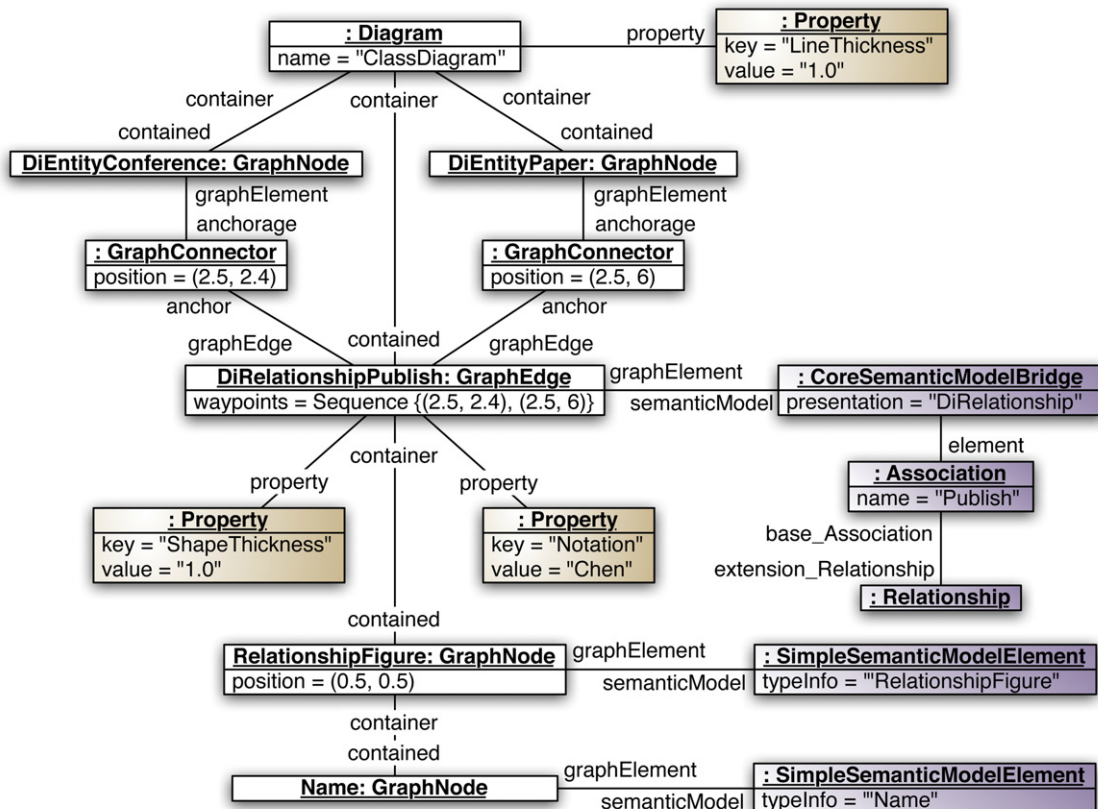 : Diagram
name = "ClassDiagram"
property
: Property
key = "LineThickness"
value = "1.0"
container
container
container
contained
contained
DiEntityConference: GraphNode
DiEntityPaper: GraphNode
graphElement
graphElement
anchorage
anchorage
: GraphConnector
position = (2.5, 2.4)
: GraphConnector
position = (2.5, 6)
anchor
anchor
graphEdge
contained
graphEdge
DiRelationshipPublish: GraphEdge
waypoints = Sequence {(2.5, 2.4), (2.5, 6)}
graphElement
semanticModel
: CoreSemanticModelBridge
presentation = "DiRelationship"
element
container
property
property
: Association
name = "Publish"
: Property
key = "ShapeThickness"
value = "1.0"
: Property
key = "Notation"
value = "Chen"
base_Association
extension_Relationship
: Relationship
contained
RelationshipFigure: GraphNode
position = (0.5, 0.5)
graphElement
semanticModel
: SimpleSemanticModelElement
typeInfo = '"RelationshipFigure"
container
contained
Name: GraphNode
graphElement
semanticModel
: SimpleSemanticModelElement
typeInfo = '"Name"